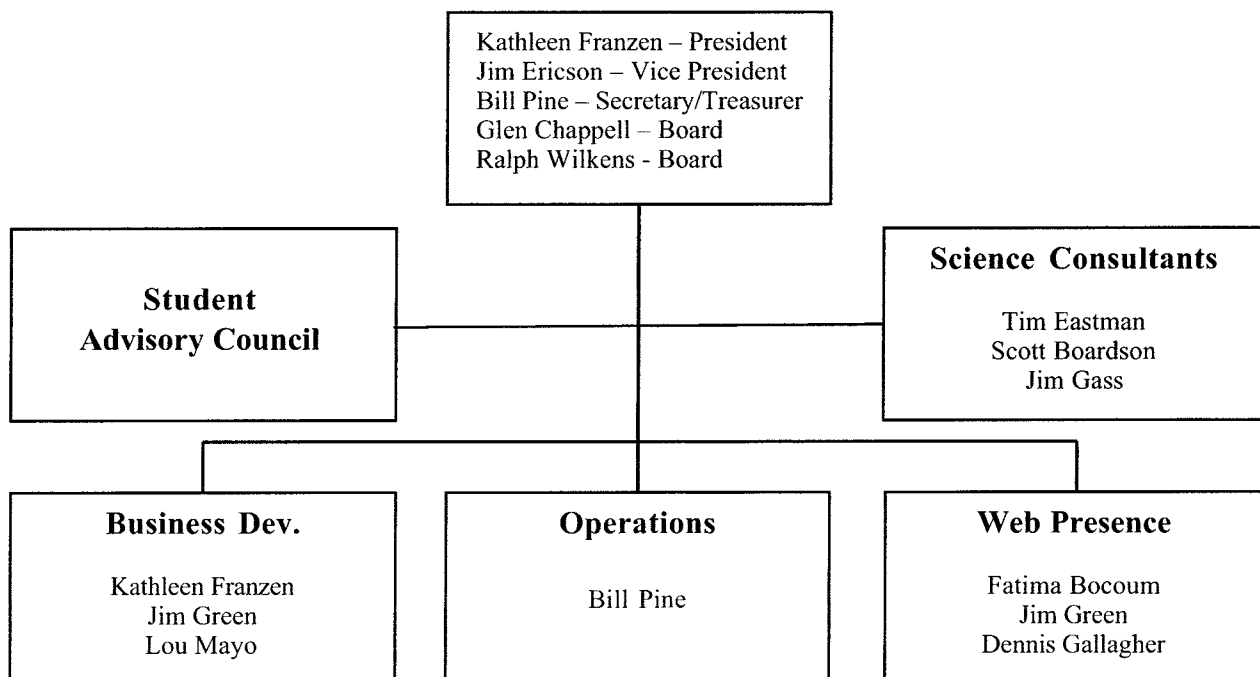 Kathleen Franzen – President
Jim Ericson – Vice President
Bill Pine – Secretary/Treasurer
Glen Chappell – Board
Ralph Wilkens - Board
Student
Advisory Council
Science Consultants
Tim Eastman
Scott Boardson
Jim Gass
Business Dev.
Kathleen Franzen
Jim Green
Lou Mayo
Operations
Bill Pine
Web Presence
Fatima Bocoum
Jim Green
Dennis Gallagher